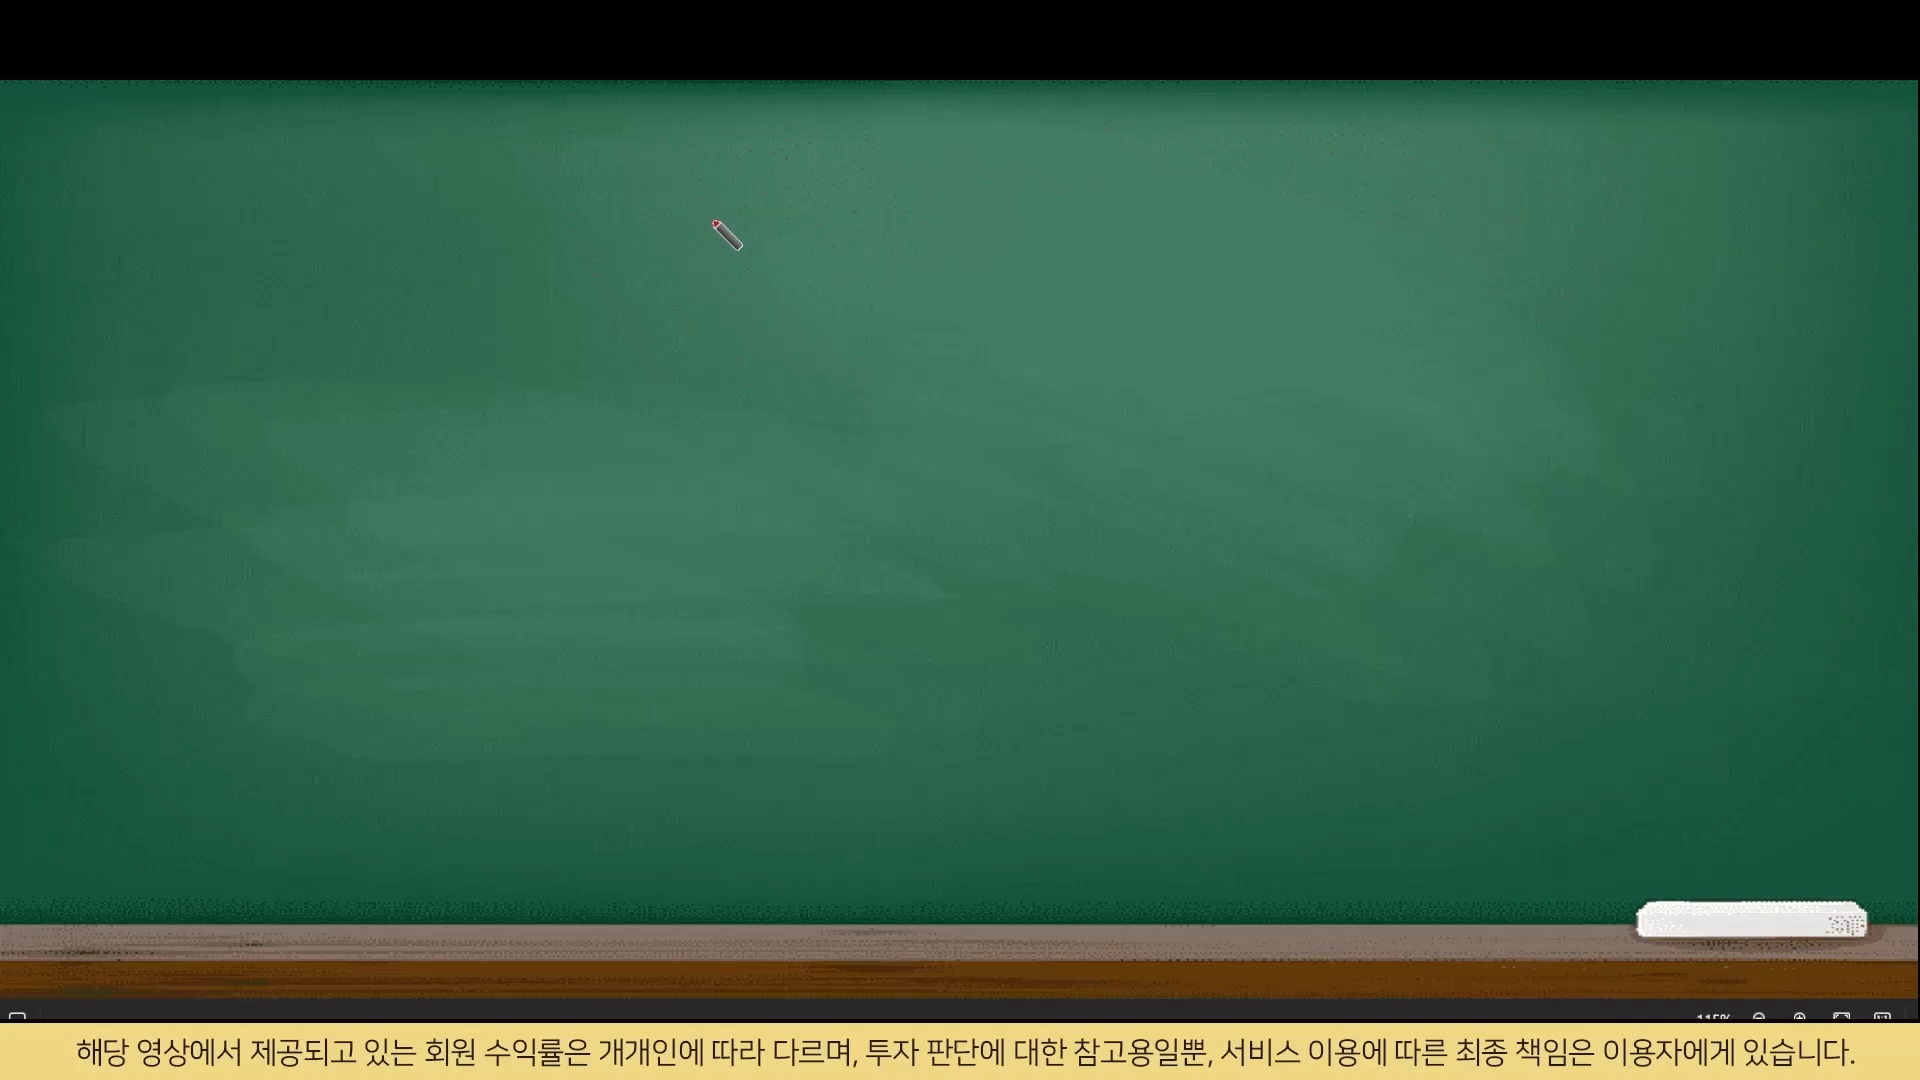 해당 영상에서 제공되고 있는 회원 수익률은 개개인에 따라 다르며, 투자 판단에 대한 참고용일뿐, 서비스 이용에 따른 최종 책임은 이용자에게 있습니다.